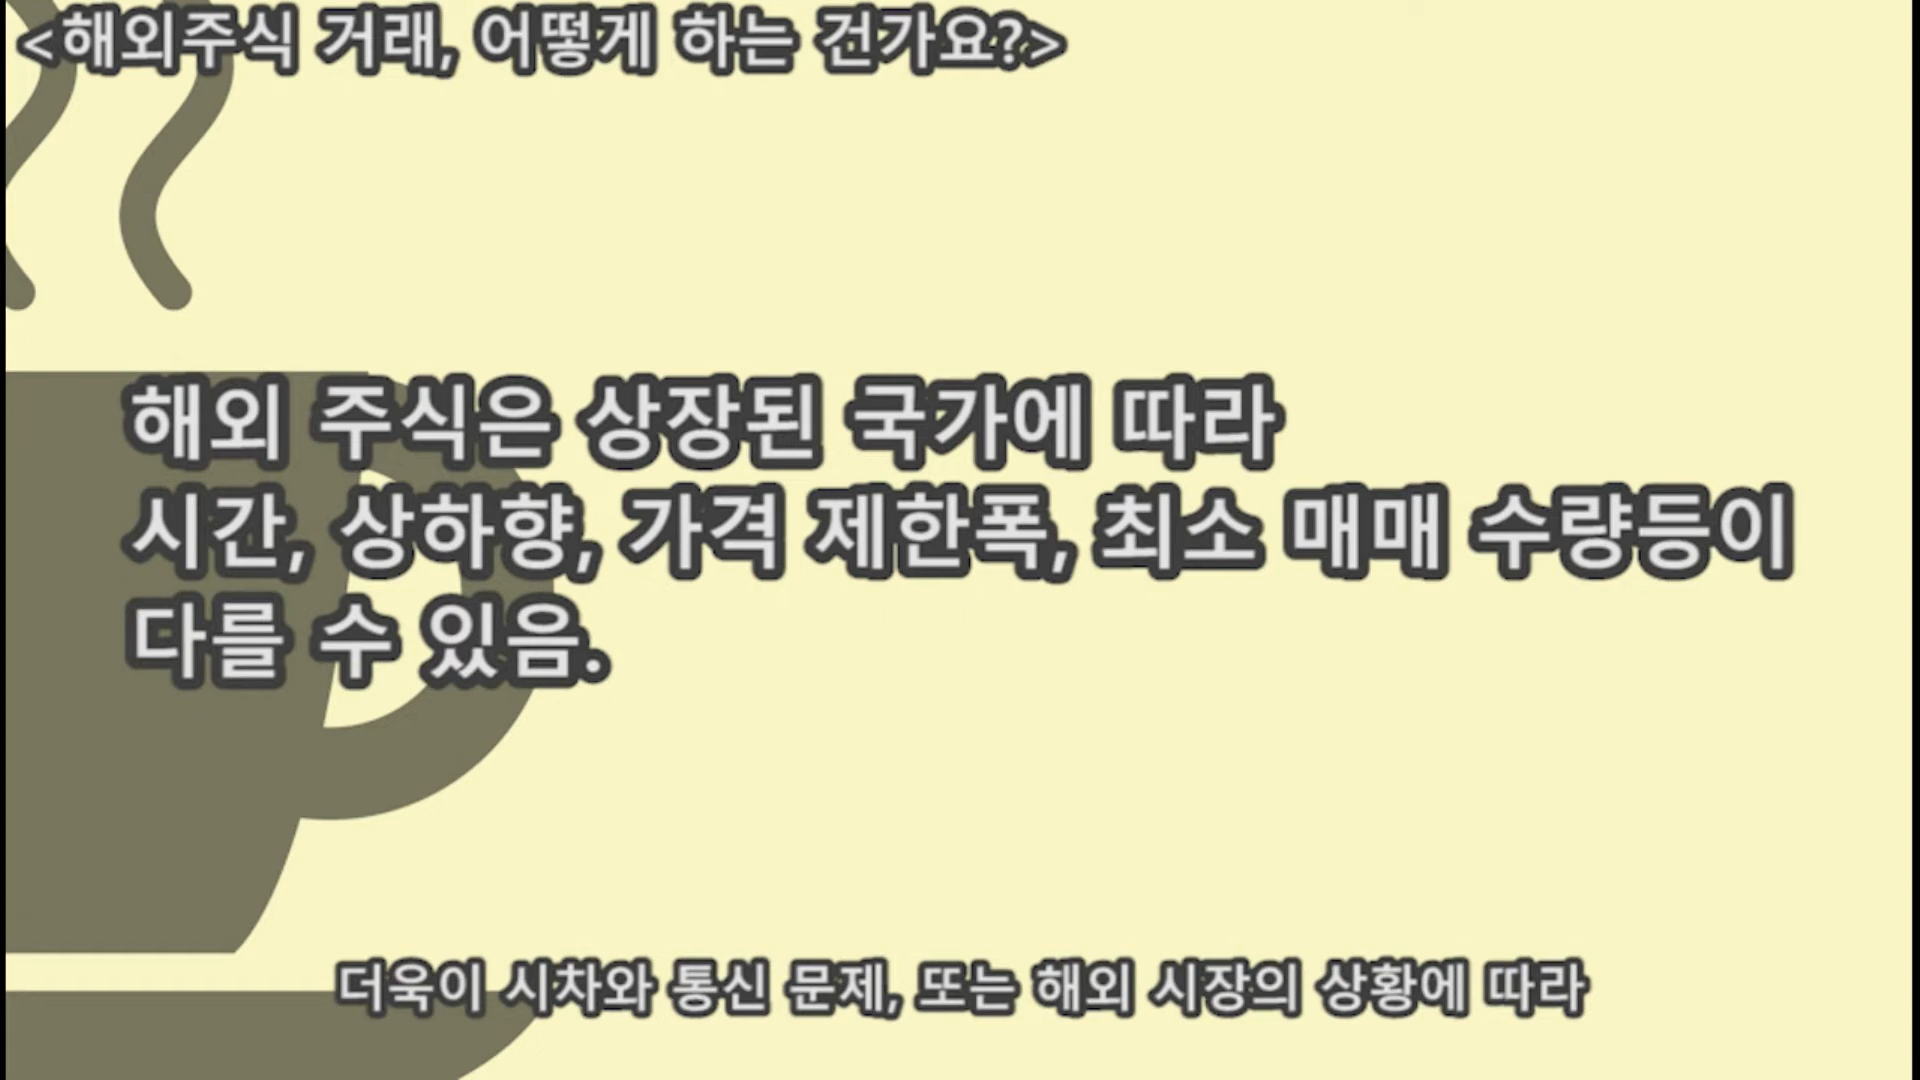 <해외주식 거래, 어떻게 하는 건가요?>
해외 주식은 상장된 국가에 따라
시간, 상하향, 가격 제한폭, 최소 매매 수량등이
다를 수 있음.
더욱이 시차와 통신 문제, 또는 해외 시장의 상황에 따라